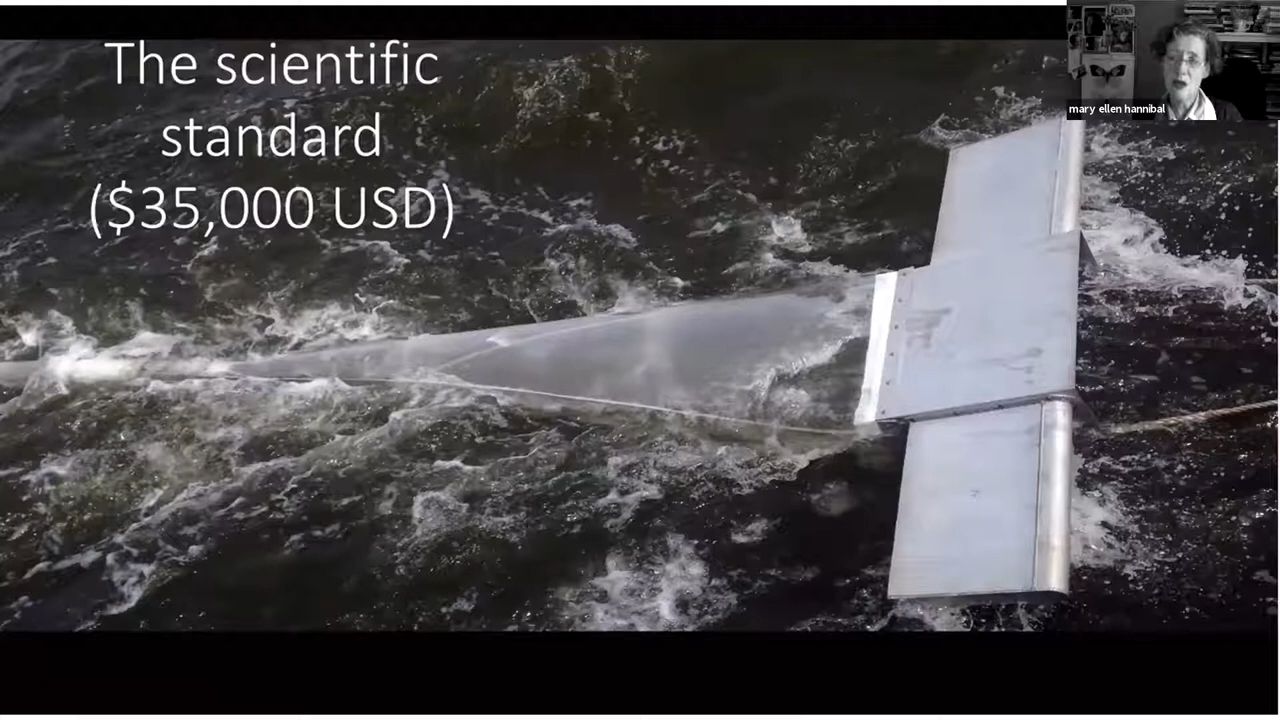 The scientific
standard
($35,000 USD)
mary ellen hannibal